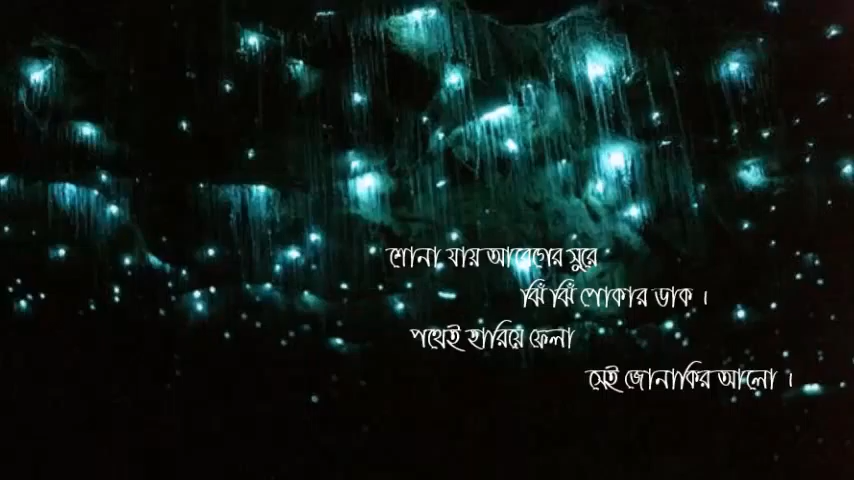 শোনা যায় আবেগের সুরে
ঝিঁ ঝিঁ পোকার ডাক ।
পথেই হারিয়ে ফেলা
সেই জোনাকির আলো ।